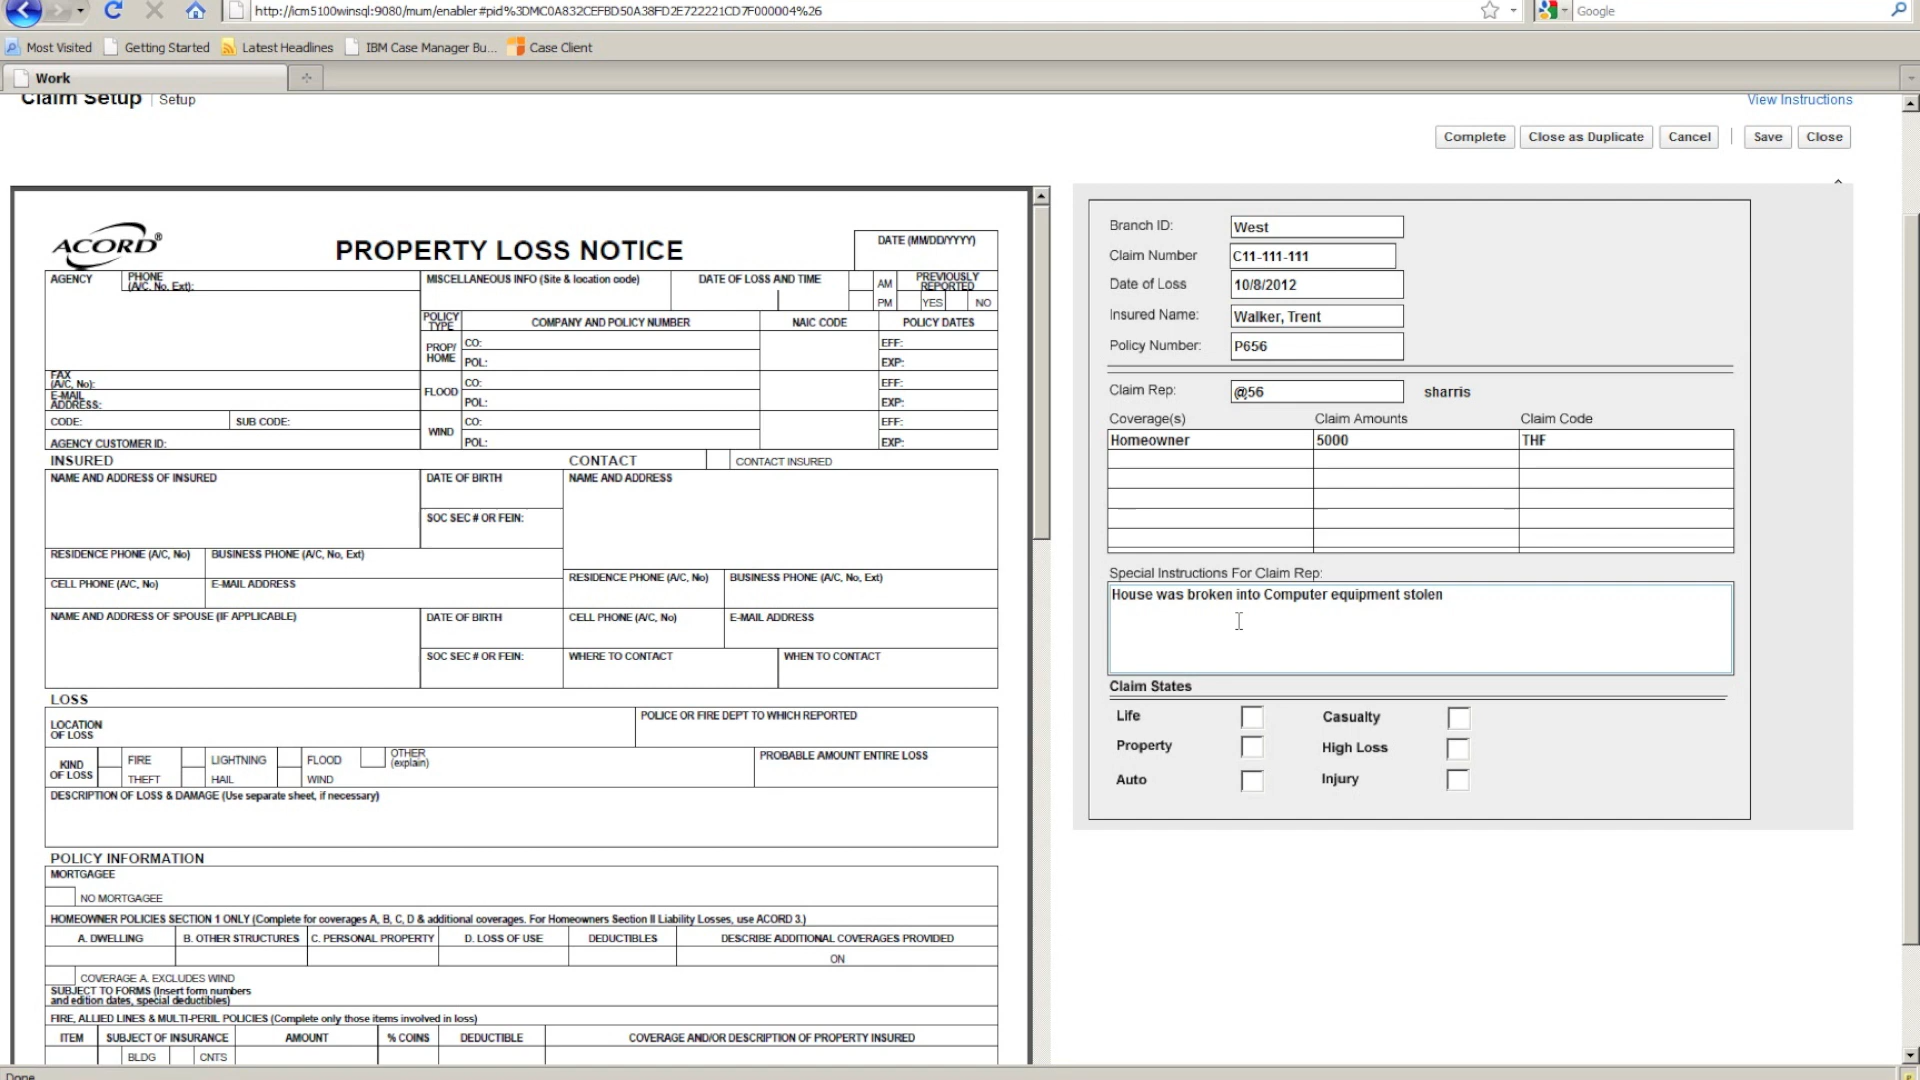 http://icm5100winsql:9080/mum/enabler#pid%3DMC0A832CEFBD50A38FD2E722221CD7F000004%26
Google
Most Visited Getting Started Latest Headlines IBM Case Manager Bu... Case Client
Work
Claim Setup | Setup
View Instructions
Complete Close as Duplicate Cancel | Save Close
ACORD®
PROPERTY LOSS NOTICE
DATE (MM/DD/YYYY)
AGENCY
PHONE
(A/C, No, Ext):
MISCELLANEOUS INFO (Site & location code)
DATE OF LOSS AND TIME
AM
PM
PREVIOUSLY
REPORTED
YES NO
POLICY
TYPE
COMPANY AND POLICY NUMBER
NAIC CODE
POLICY DATES
PROP/
HOME
CO:
EFF:
POL:
EXP:
FAX
(A/C, No):
E-MAIL
ADDRESS:
FLOOD
CO:
EFF:
POL:
EXP:
CODE:
SUB CODE:
WIND
CO:
EFF:
AGENCY CUSTOMER ID:
POL:
EXP:
INSURED
CONTACT
CONTACT INSURED
NAME AND ADDRESS OF INSURED
DATE OF BIRTH
NAME AND ADDRESS
SOC SEC # OR FEIN:
RESIDENCE PHONE (A/C, No)
BUSINESS PHONE (A/C, No, Ext)
RESIDENCE PHONE (A/C, No)
BUSINESS PHONE (A/C, No, Ext)
CELL PHONE (A/C, No)
E-MAIL ADDRESS
NAME AND ADDRESS OF SPOUSE (IF APPLICABLE)
DATE OF BIRTH
CELL PHONE (A/C, No)
E-MAIL ADDRESS
SOC SEC # OR FEIN:
WHERE TO CONTACT
WHEN TO CONTACT
LOSS
LOCATION
OF LOSS
POLICE OR FIRE DEPT TO WHICH REPORTED
KIND
OF LOSS
FIRE LIGHTNING FLOOD
OTHER
(explain)
THEFT HAIL WIND
PROBABLE AMOUNT ENTIRE LOSS
DESCRIPTION OF LOSS & DAMAGE (Use separate sheet, if necessary)
POLICY INFORMATION
MORTGAGEE
NO MORTGAGEE
HOMEOWNER POLICIES SECTION 1 ONLY (Complete for coverages A, B, C, D & additional coverages. For Homeowners Section II Liability Losses, use ACORD 3.)
A. DWELLING B. OTHER STRUCTURES C. PERSONAL PROPERTY D. LOSS OF USE DEDUCTIBLES DESCRIBE ADDITIONAL COVERAGES PROVIDED
ON
COVERAGE A. EXCLUDES WIND
SUBJECT TO FORMS (Insert form numbers
and edition dates, special deductibles)
FIRE, ALLIED LINES & MULTI-PERIL POLICIES (Complete only those items involved in loss)
ITEM SUBJECT OF INSURANCE AMOUNT % COINS DEDUCTIBLE COVERAGE AND/OR DESCRIPTION OF PROPERTY INSURED
BLDG CNTS
Branch ID: West
Claim Number C11-111-111
Date of Loss 10/8/2012
Insured Name: Walker, Trent
Policy Number: P656
Claim Rep: @56 sharris
Coverage(s) Claim Amounts Claim Code
Homeowner 5000 THF
Special Instructions For Claim Rep:
House was broken into Computer equipment stolen
Claim States
Life Casualty
Property High Loss
Auto Injury
Done